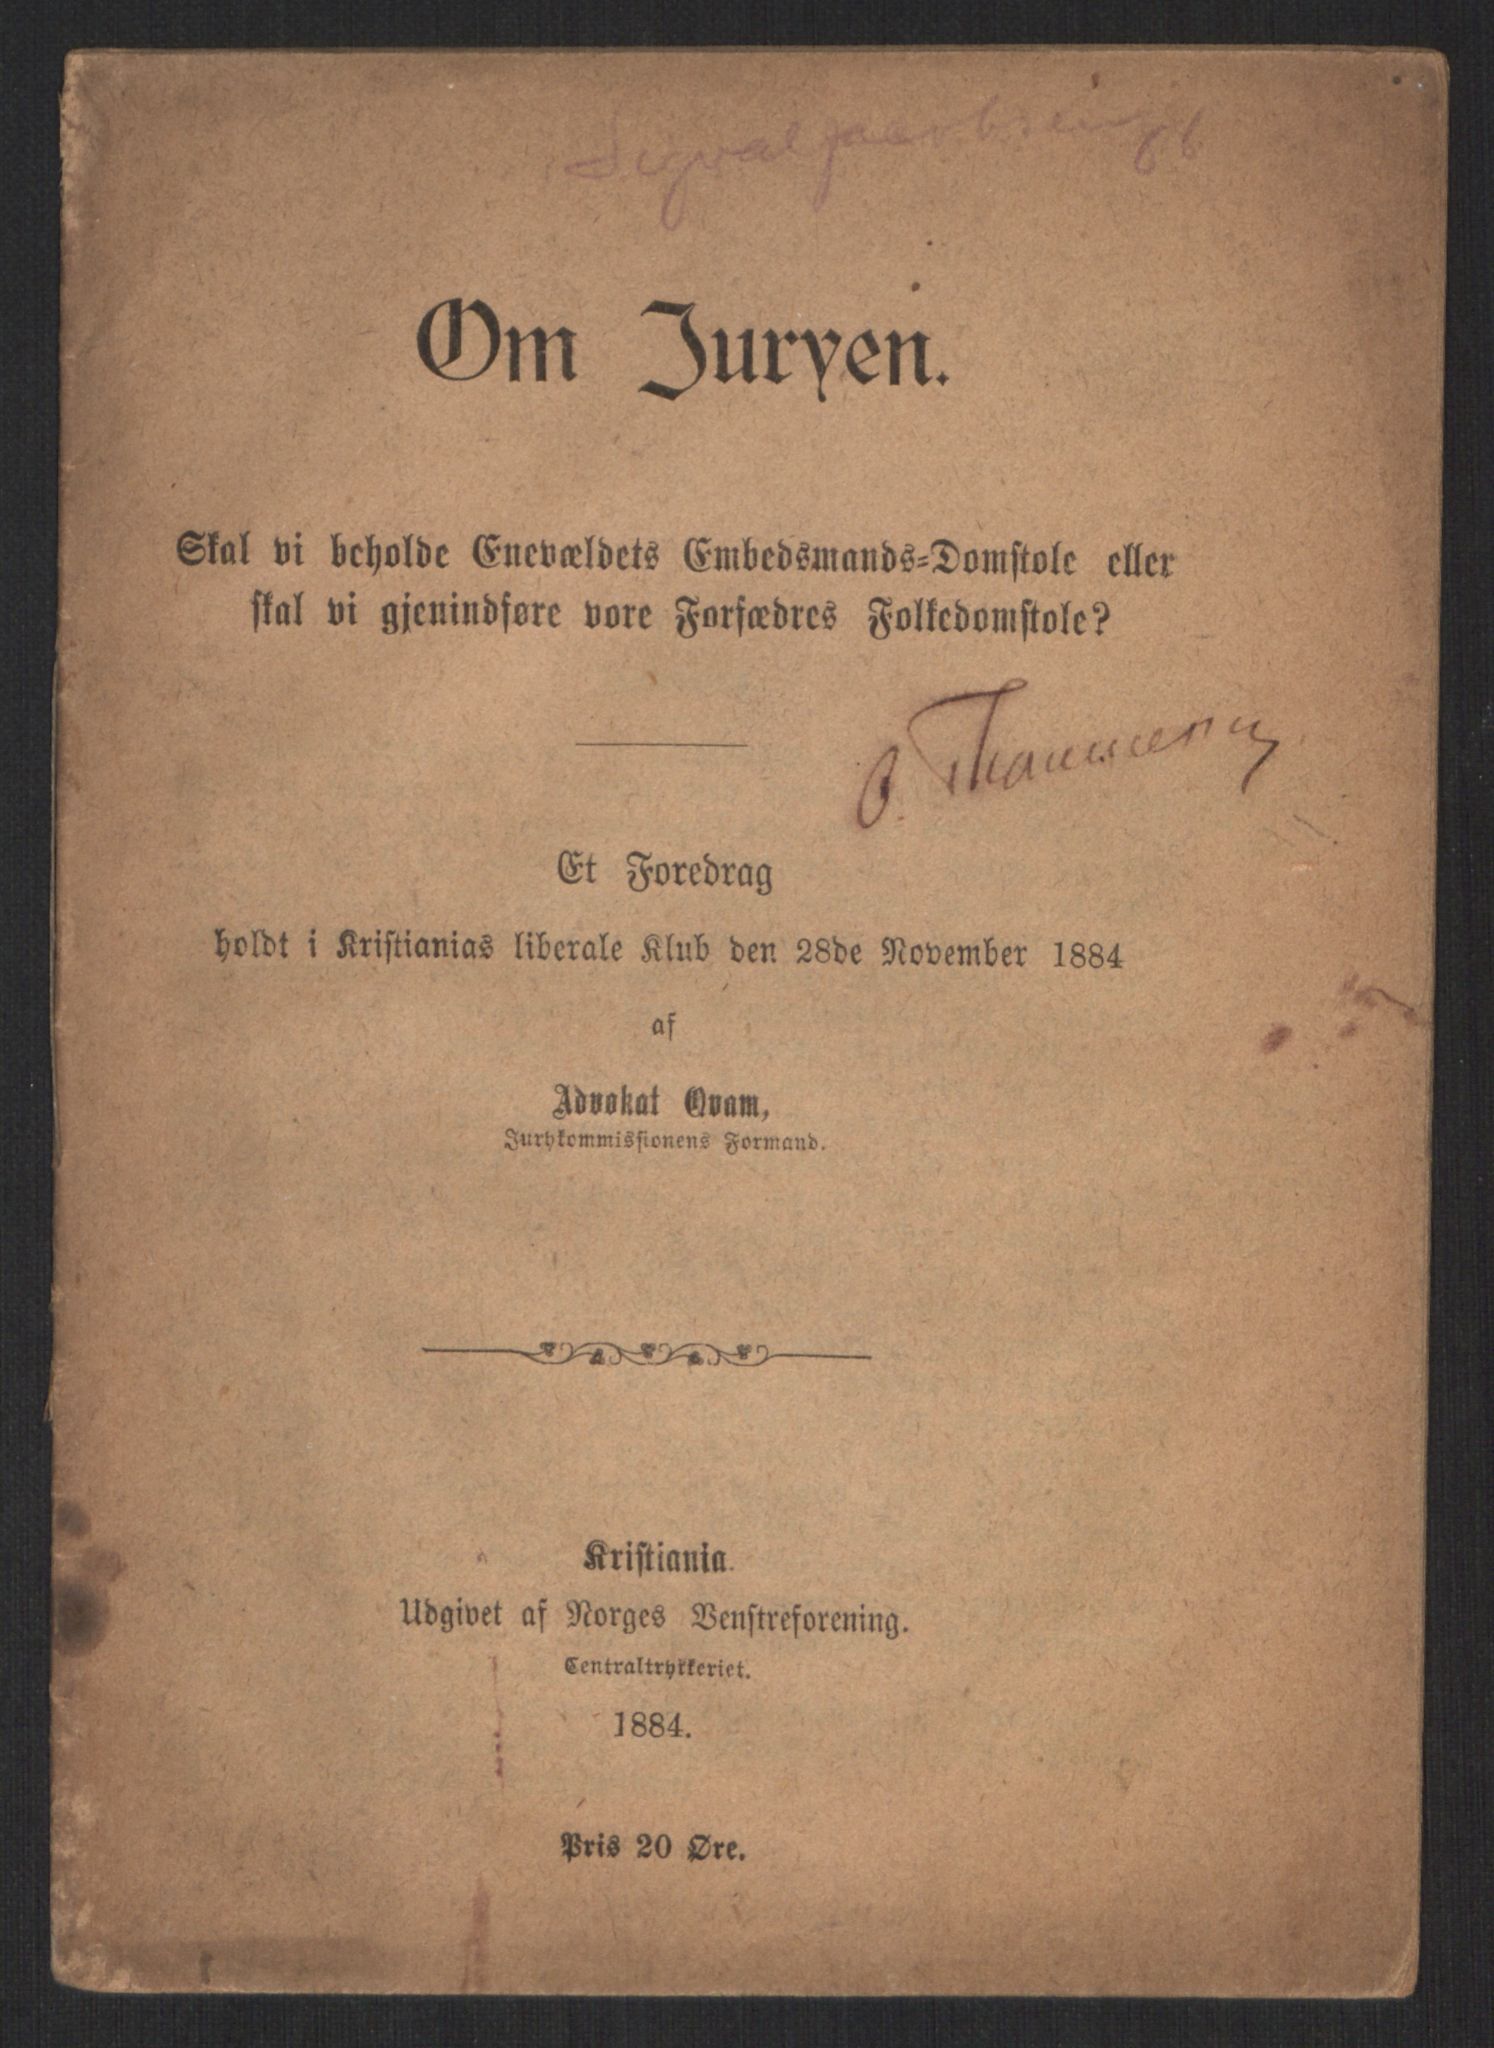 Om Juryen.
Skal vi beholde Enevældets Embedsmands-Domstole eller
skal vi gjenindføre vore Forfædres Folkedomstole?
Et Foredrag
holdt i Kristianias liberale Klub den 28de November 1884
af
Advokat Qvam,
Jurykommissionens Formand.
Kristiania.
Udgivet af Norges Venstreforening.
Centraltrykkeriet.
1884.
Pris 20 Øre.